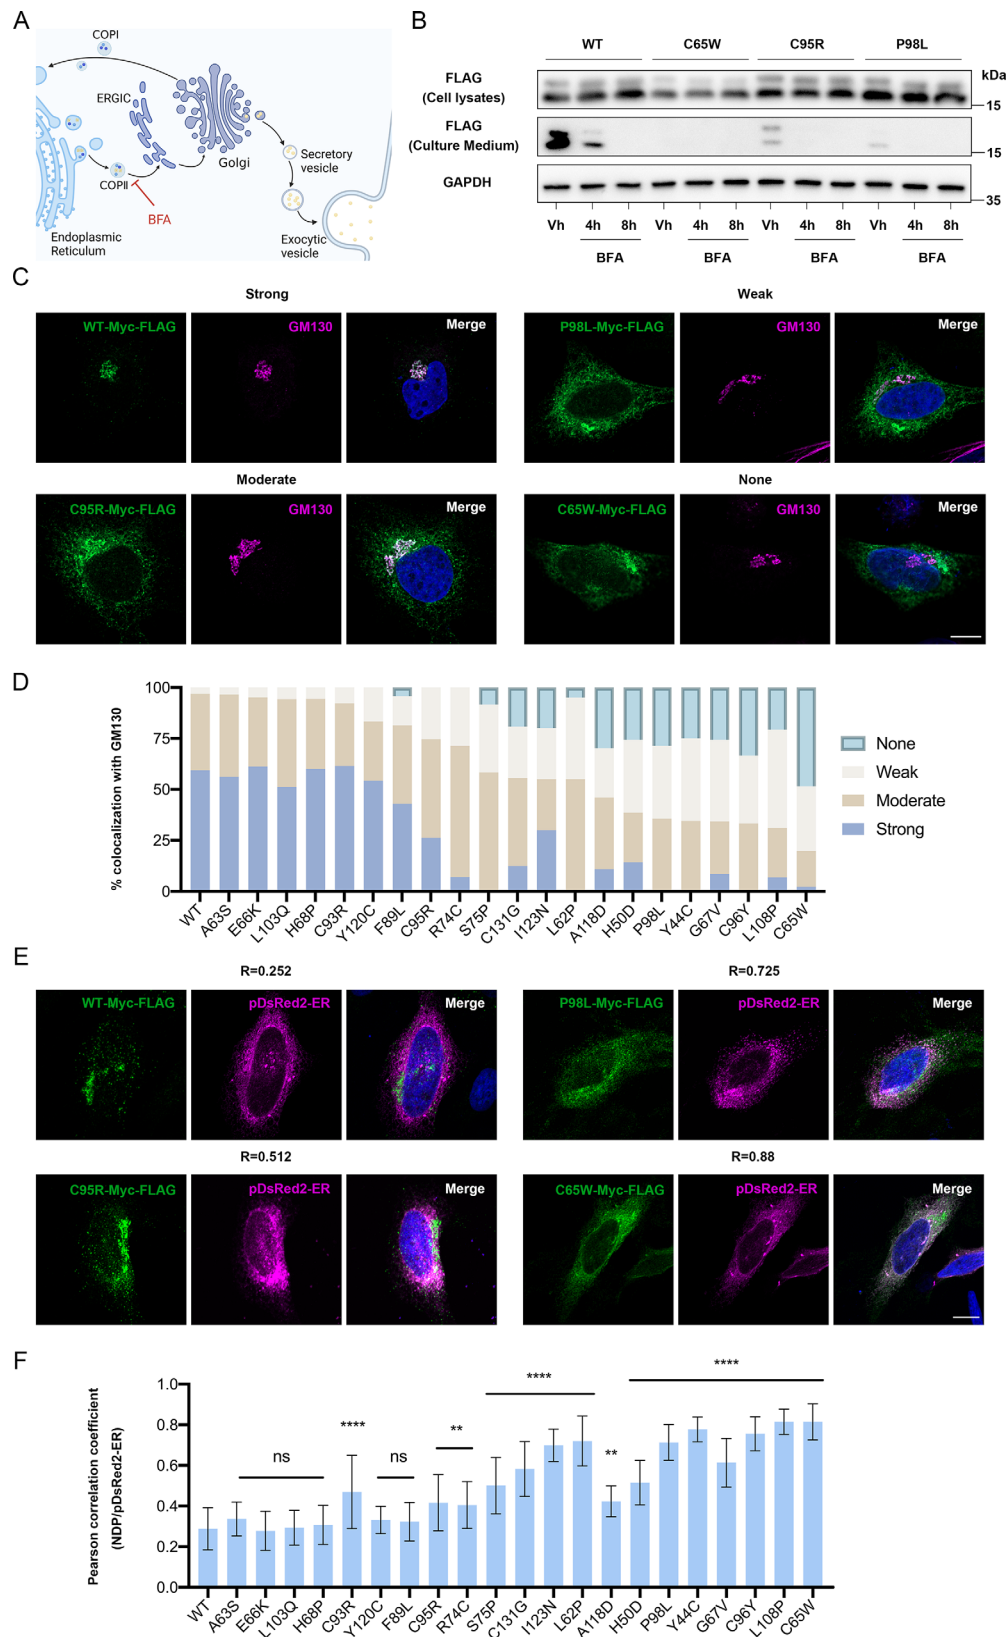 A
COPI
ERGIC
COPII
BFA
Golgi
Endoplasmic
Reticulum
Secretory
vesicle
Exocytic
vesicle
B
WT C65W C95R P98L
kDa
FLAG
(Cell lysates)
15
FLAG
(Culture Medium)
15
GAPDH
35
Vh 4h 8h Vh 4h 8h Vh 4h 8h Vh 4h 8h
BFA BFA BFA BFA
C
Strong Weak
WT-Myc-FLAG GM130 Merge P98L-Myc-FLAG GM130 Merge
Moderate None
C95R-Myc-FLAG GM130 Merge C65W-Myc-FLAG GM130 Merge
D
% colocalization with GM130
100
75
50
25
0
None
Weak
Moderate
Strong
WT A63S E66K L103Q H68P C93R Y120C F89L C95R R74C S75P C131G I123N L62P A118D H50D P98L Y44C G67V C96Y L108P C65W
E
R=0.252 R=0.725
WT-Myc-FLAG pDsRed2-ER Merge P98L-Myc-FLAG pDsRed2-ER Merge
R=0.512 R=0.88
C95R-Myc-FLAG pDsRed2-ER Merge C65W-Myc-FLAG pDsRed2-ER Merge
F
Pearson correlation coefficient
(NDP/pDsRed2-ER)
1.0
0.8
0.6
0.4
0.2
0.0
ns **** ns ** **** ** ****
WT A63S E66K L103Q H68P C93R Y120C F89L C95R R74C S75P C131G I123N L62P A118D H50D P98L Y44C G67V C96Y L108P C65W